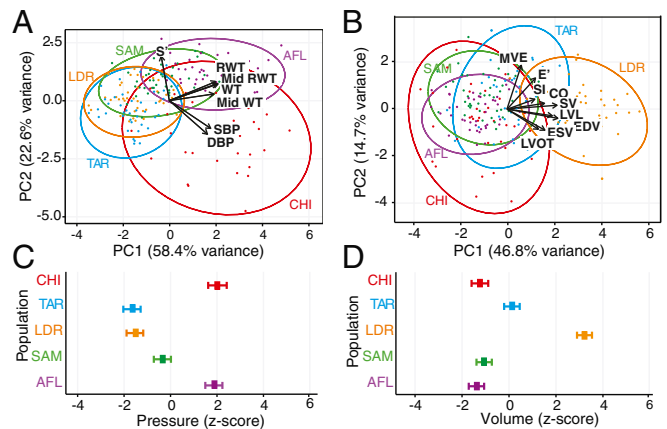 A
SAM
S'
AFL
LDR
RWT
Mid RWT
WT
Mid WT
SBP
DBP
TAR
CHI
2.5
0.0
-2.5
-5.0
-2 0 2 4 6
PC2 (22.6% variance)
PC1 (58.4% variance)
B
TAR
MVE
LDR
SAM
E'
SI CO
SV
LVL
EDV
ESV
LVOT
AFL
CHI
4
2
0
-2
-4
-4 -2 0 2 4 6
PC2 (14.7% variance)
PC1 (46.8% variance)
C
CHI
TAR
LDR
SAM
AFL
Population
-4 -2 0 2 4 6
Pressure (z-score)
D
CHI
TAR
LDR
SAM
AFL
Population
-4 -2 0 2 4 6
Volume (z-score)